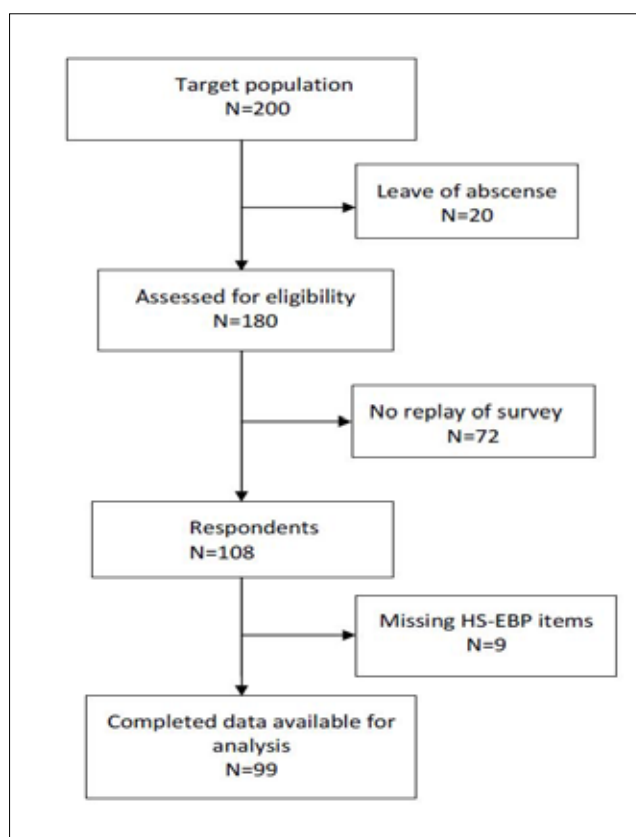 Target population
N=200
Leave of abscense
N=20
Assessed for eligibility
N=180
No replay of survey
N=72
Respondents
N=108
Missing HS-EBP items
N=9
Completed data available for
analysis
N=99